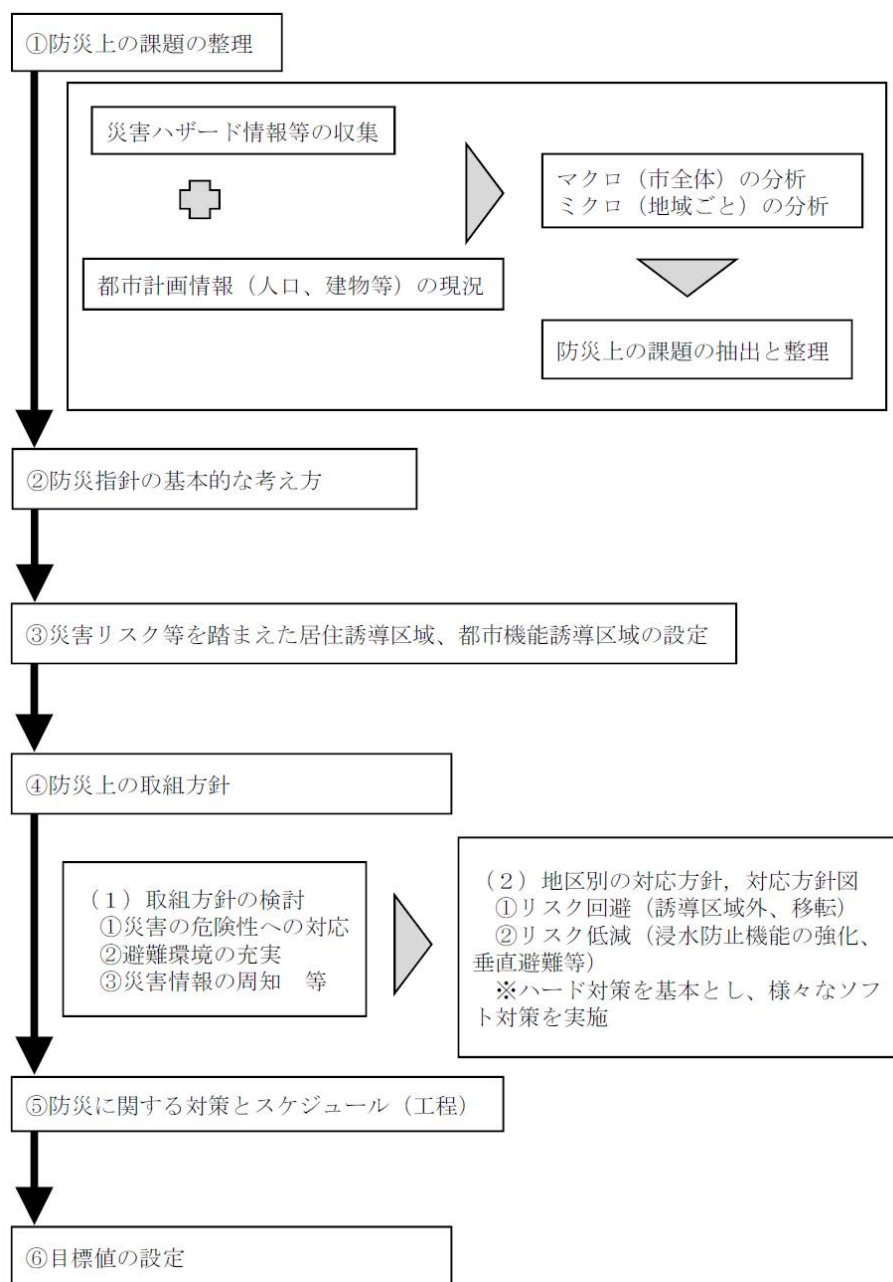 ①防災上の課題の整理
災害ハザード情報等の収集
都市計画情報（人口、建物等）の現況
マクロ（市全体）の分析
ミクロ（地域ごと）の分析
防災上の課題の抽出と整理
②防災指針の基本的な考え方
③災害リスク等を踏まえた居住誘導区域、都市機能誘導区域の設定
④防災上の取組方針
（１）取組方針の検討
①災害の危険性への対応
②避難環境の充実
③災害情報の周知　等
（２）地区別の対応方針，対応方針図
①リスク回避（誘導区域外、移転）
②リスク低減（浸水防止機能の強化、
垂直避難等）
※ハード対策を基本とし、様々なソフ
ト対策を実施
⑤防災に関する対策とスケジュール（工程）
⑥目標値の設定